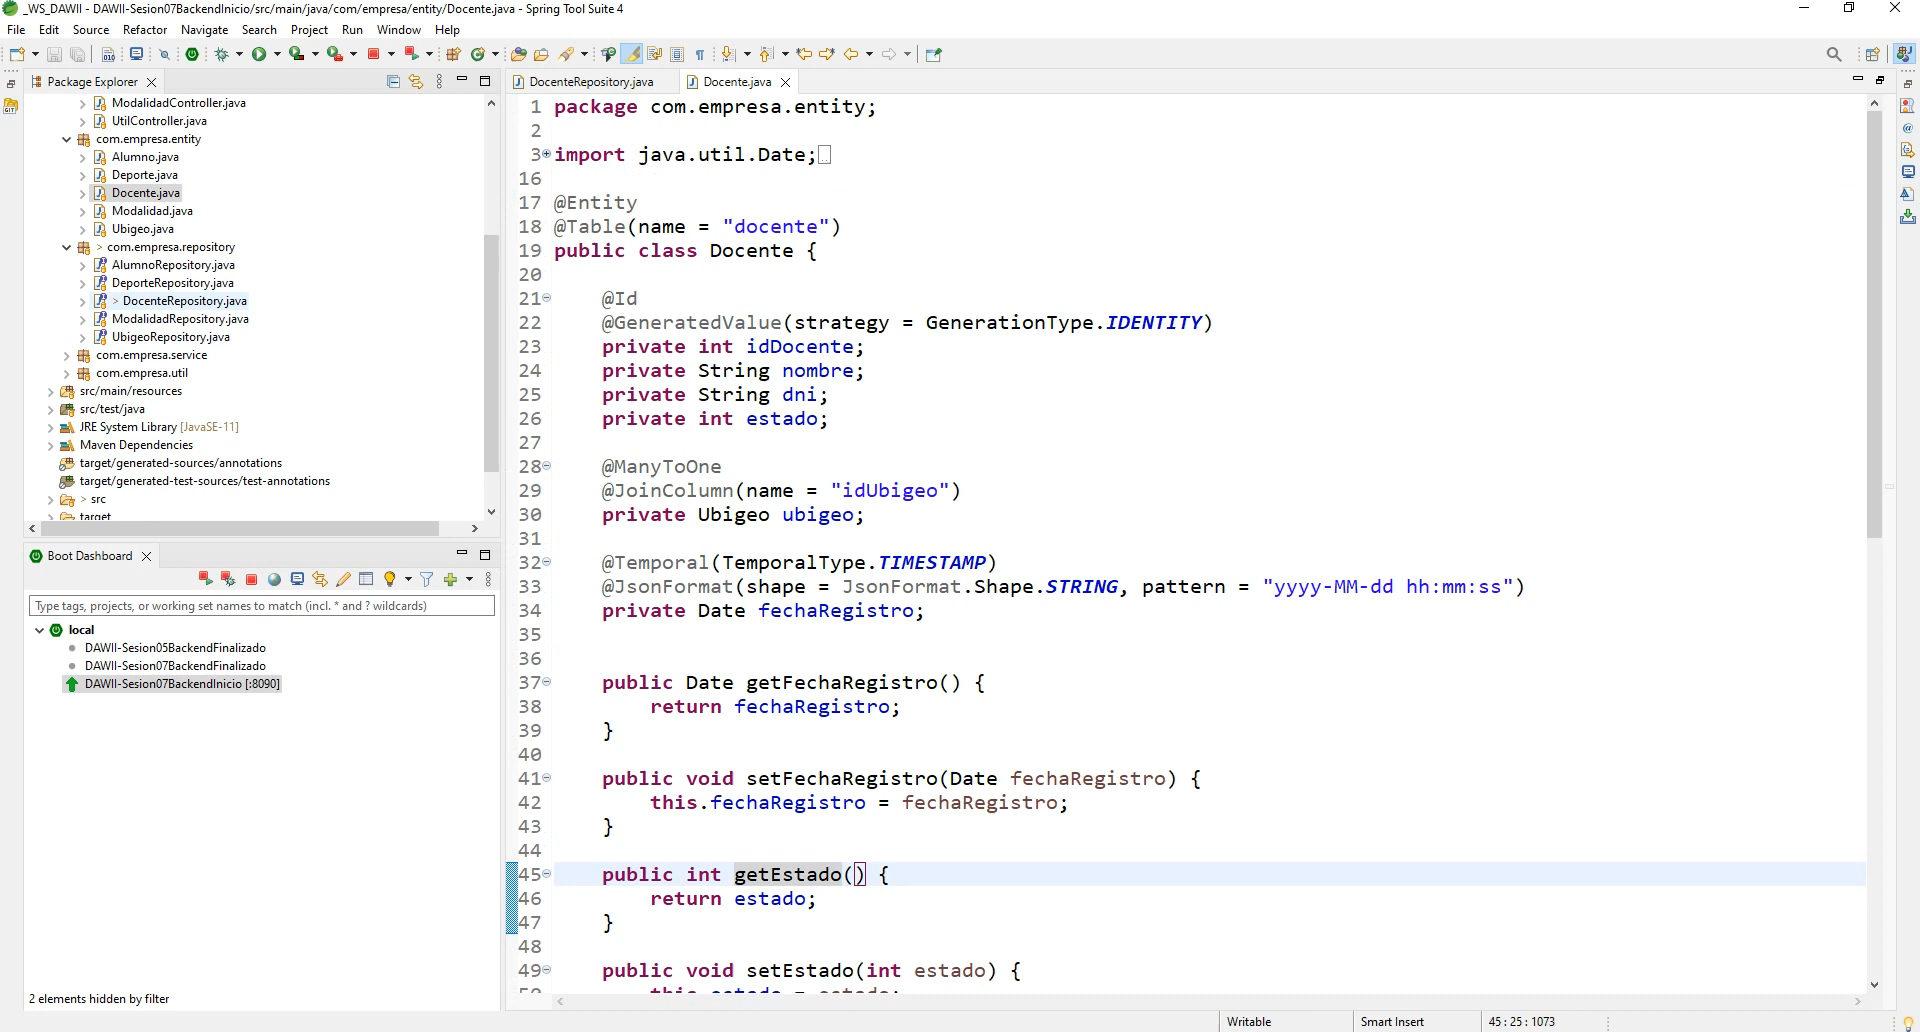 _WS_DAWII - DAWII-Sesion07BackendInicio/src/main/java/com/empresa/entity/Docente.java - Spring Tool Suite 4
File Edit Source Refactor Navigate Search Project Run Window Help
Package Explorer
ModalidadController.java
UtilController.java
com.empresa.entity
Alumno.java
Deporte.java
Docente.java
Modalidad.java
Ubigeo.java
> com.empresa.repository
AlumnoRepository.java
DeporteRepository.java
> DocenteRepository.java
ModalidadRepository.java
UbigeoRepository.java
com.empresa.service
com.empresa.util
src/main/resources
src/test/java
JRE System Library [JavaSE-11]
Maven Dependencies
target/generated-sources/annotations
target/generated-test-sources/test-annotations
> src
target
Boot Dashboard
Type tags, projects, or working set names to match (incl. * and ? wildcards)
local
DAWII-Sesion05BackendFinalizado
DAWII-Sesion07BackendFinalizado
DAWII-Sesion07BackendInicio [:8090]
2 elements hidden by filter
DocenteRepository.java Docente.java
1 package com.empresa.entity;
2
3 import java.util.Date;
16
17 @Entity
18 @Table(name = "docente")
19 public class Docente {
20
21 @Id
22 @GeneratedValue(strategy = GenerationType.IDENTITY)
23 private int idDocente;
24 private String nombre;
25 private String dni;
26 private int estado;
27
28 @ManyToOne
29 @JoinColumn(name = "idUbigeo")
30 private Ubigeo ubigeo;
31
32 @Temporal(TemporalType.TIMESTAMP)
33 @JsonFormat(shape = JsonFormat.Shape.STRING, pattern = "yyyy-MM-dd hh:mm:ss")
34 private Date fechaRegistro;
35
36
37 public Date getFechaRegistro() {
38 return fechaRegistro;
39 }
40
41 public void setFechaRegistro(Date fechaRegistro) {
42 this.fechaRegistro = fechaRegistro;
43 }
44
45 public int getEstado() {
46 return estado;
47 }
48
49 public void setEstado(int estado) {
Writable Smart Insert 45 : 25 : 1073